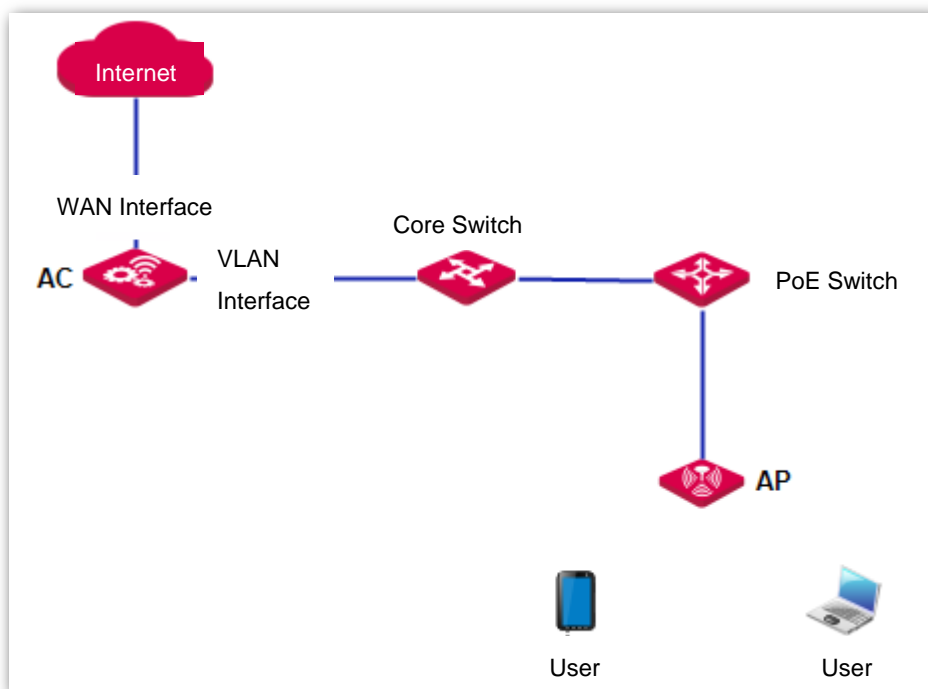 Internet
WAN Interface
Core Switch
AC
VLAN
Interface
PoE Switch
AP
User
User